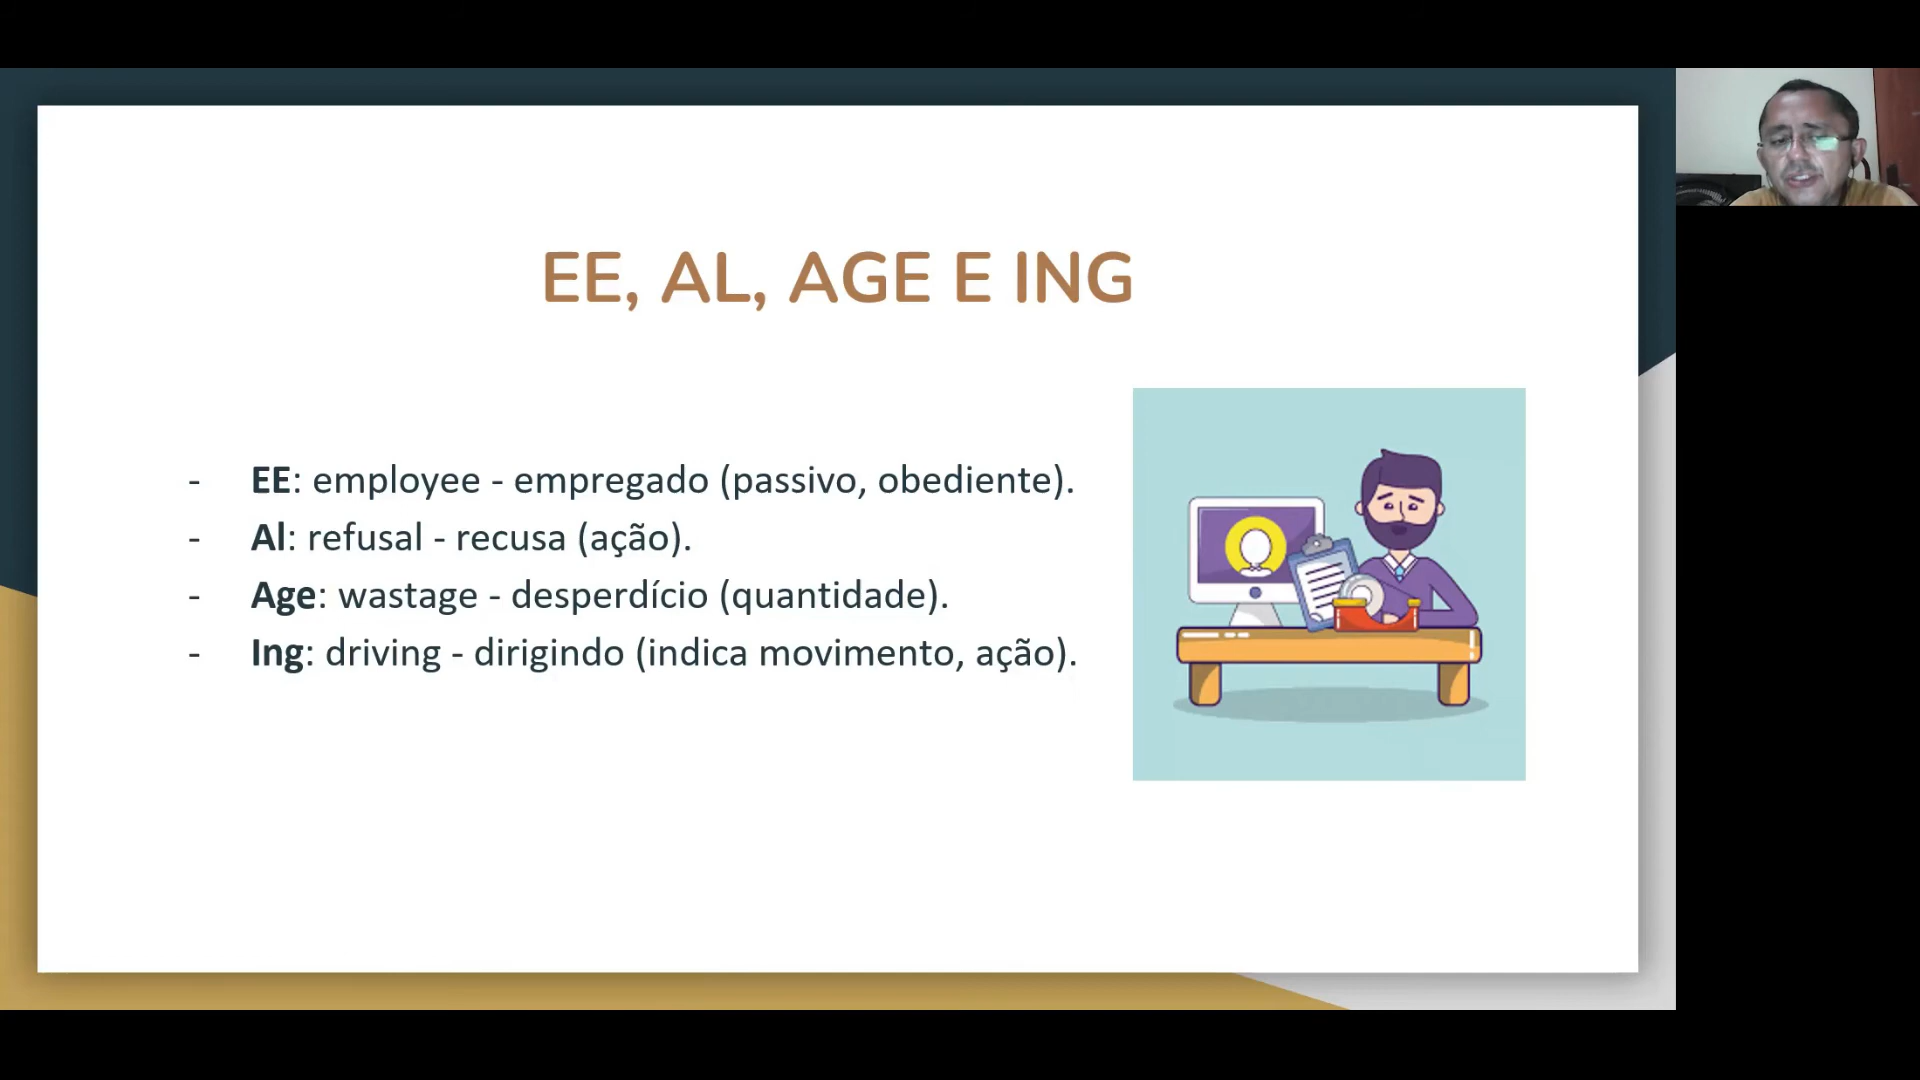 EE, AL, AGE E ING
- EE: employee - empregado (passivo, obediente).
- Al: refusal - recusa (ação).
- Age: wastage - desperdício (quantidade).
- Ing: driving - dirigindo (indica movimento, ação).